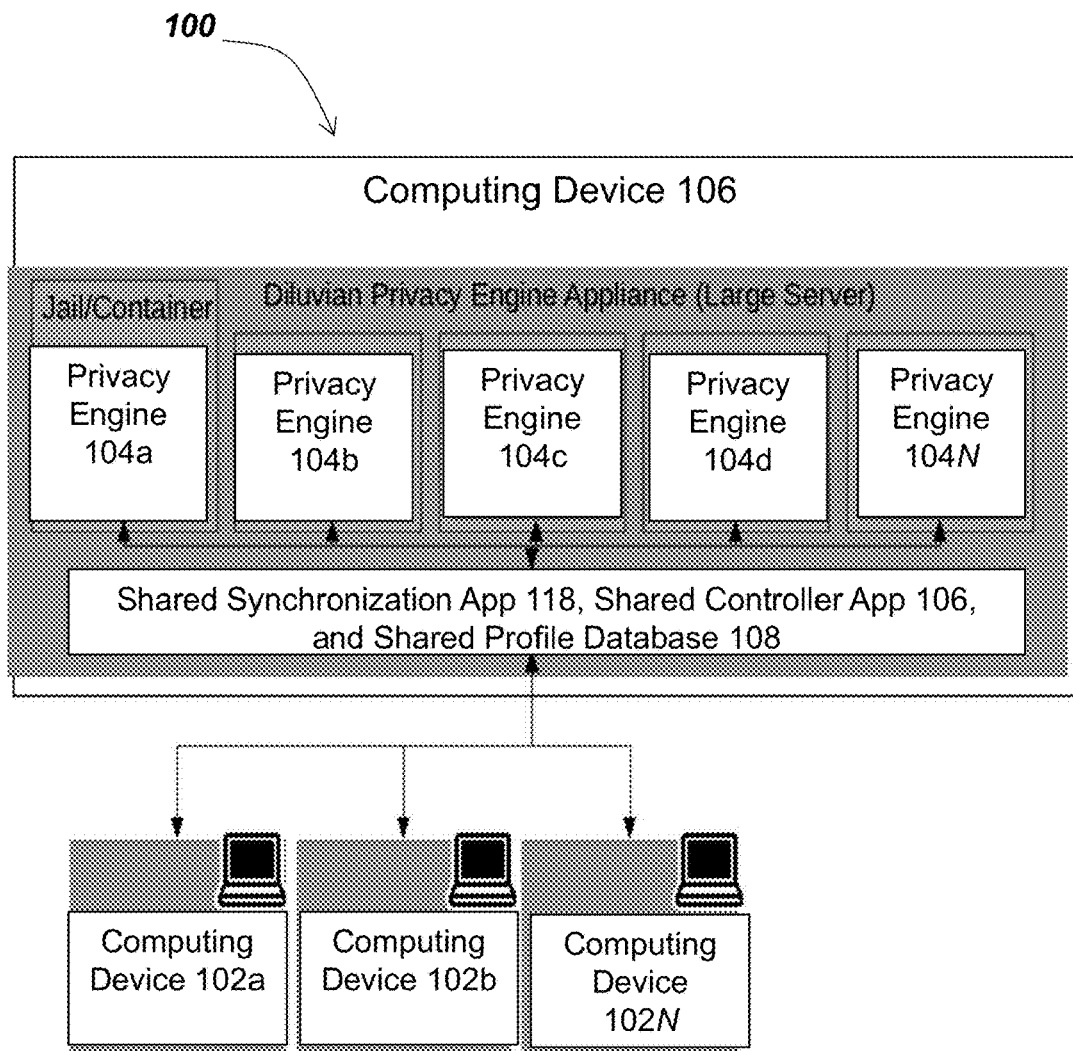 100
Computing Device 106
Jail/Container
Diluvian Privacy Engine Appliance (Large Server)
Privacy
Engine
104a
Privacy
Engine
104b
Privacy
Engine
104c
Privacy
Engine
104d
Privacy
Engine
104N
Shared Synchronization App 118, Shared Controller App 106,
and Shared Profile Database 108
Computing
Device 102a
Computing
Device 102b
Computing
Device
102N